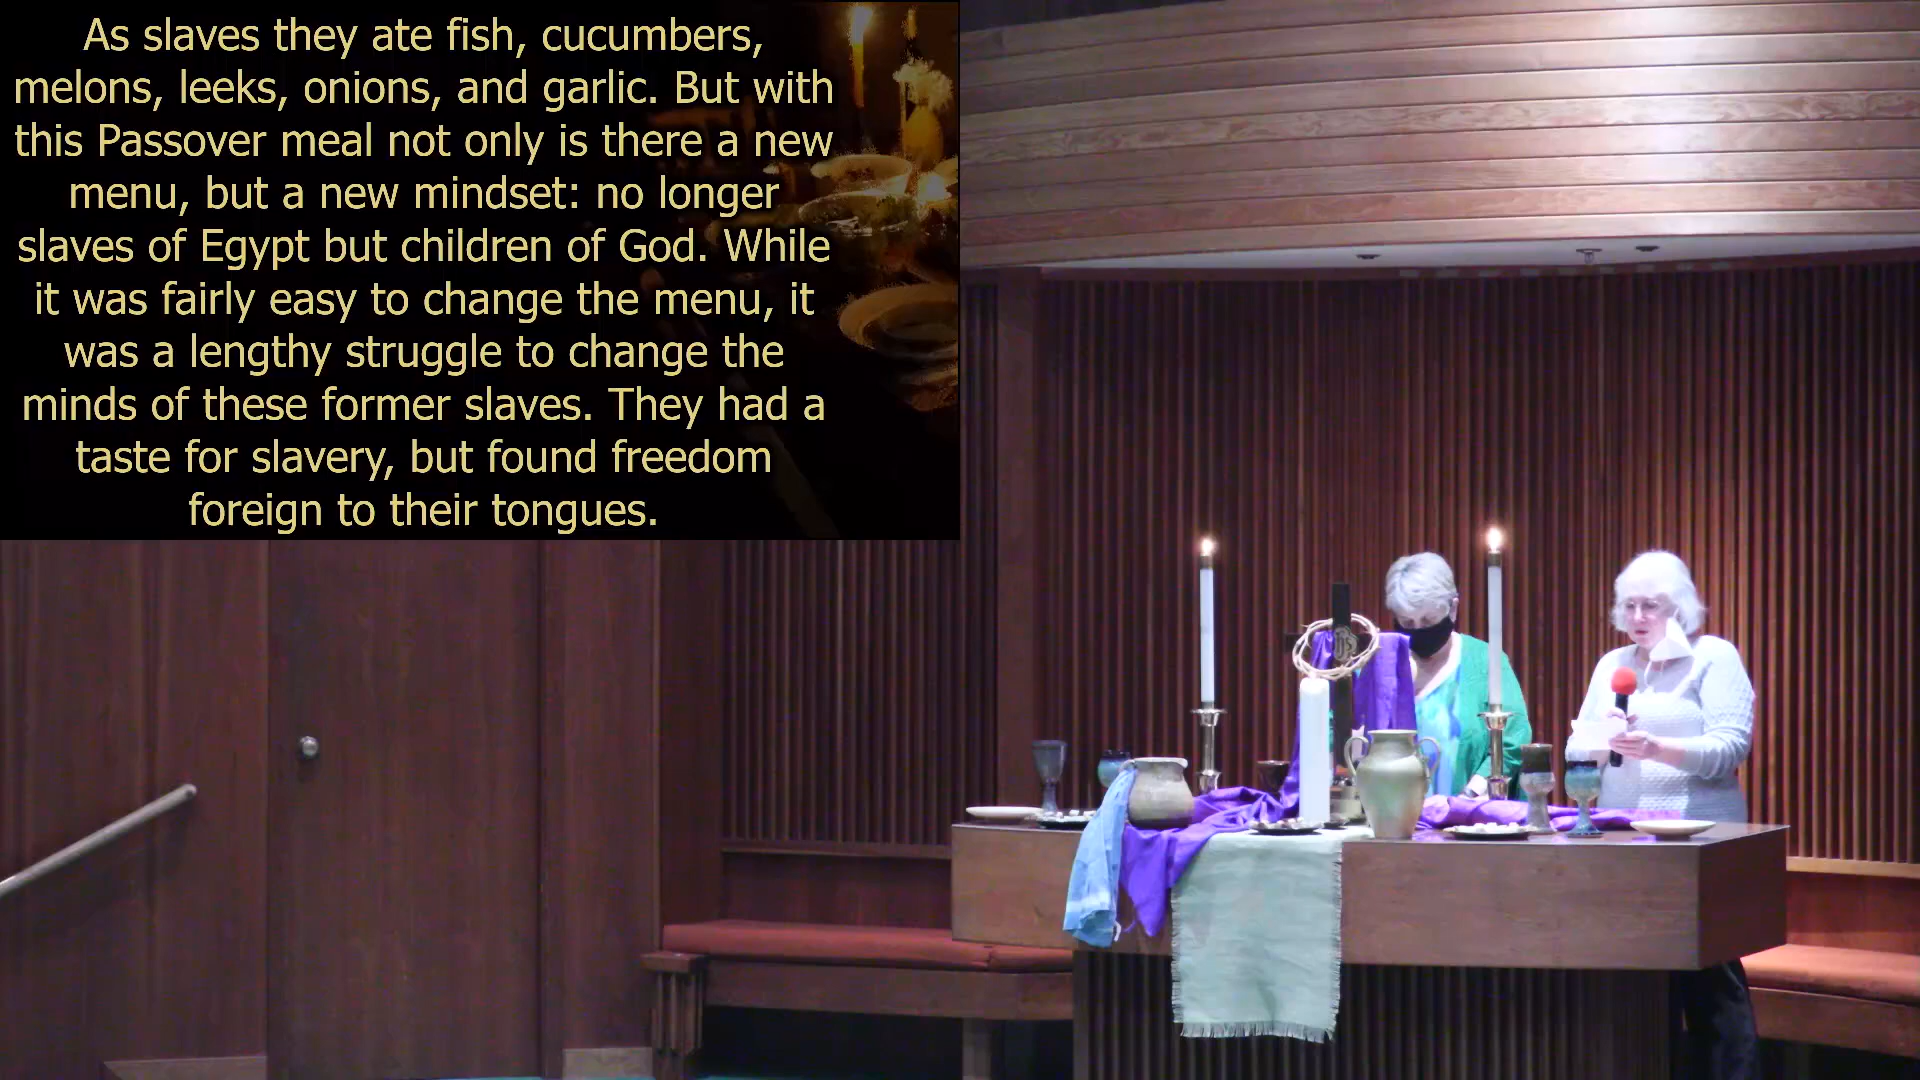 As slaves they ate fish, cucumbers,
melons, leeks, onions, and garlic. But with
this Passover meal not only is there a new
menu, but a new mindset: no longer
slaves of Egypt but children of God. While
it was fairly easy to change the menu, it
was a lengthy struggle to change the
minds of these former slaves. They had a
taste for slavery, but found freedom
foreign to their tongues.